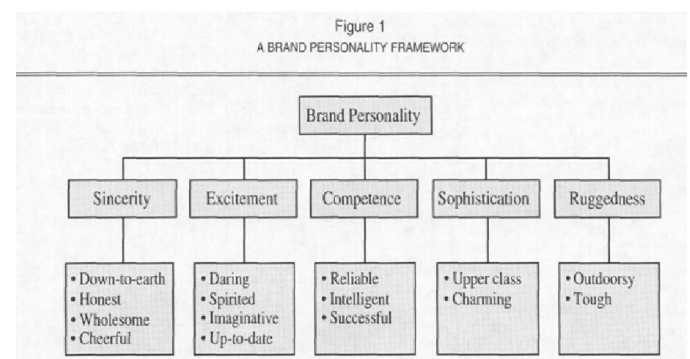 Figure 1
A BRAND PERSONALITY FRAMEWORK
Brand Personality
Sincerity
Excitement
Competence
Sophistication
Ruggedness
• Down-to-earth
• Honest
• Wholesome
• Cheerful
• Daring
• Spirited
• Imaginative
• Up-to-date
• Reliable
• Intelligent
• Successful
• Upper class
• Charming
• Outdoorsy
• Tough